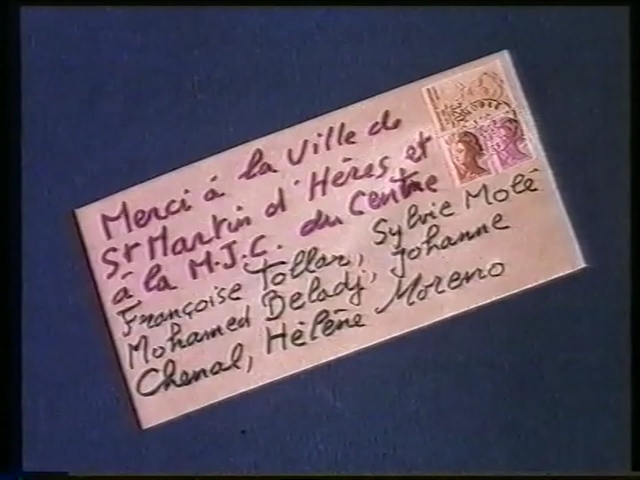 Merci à la Ville de
St Martin d'Hères et
à la M.J.C. du Centre
Françoise Tollar, Sylvie Molé
Mohamed Beladj, Johanne
Chenal, Hélène Moreno